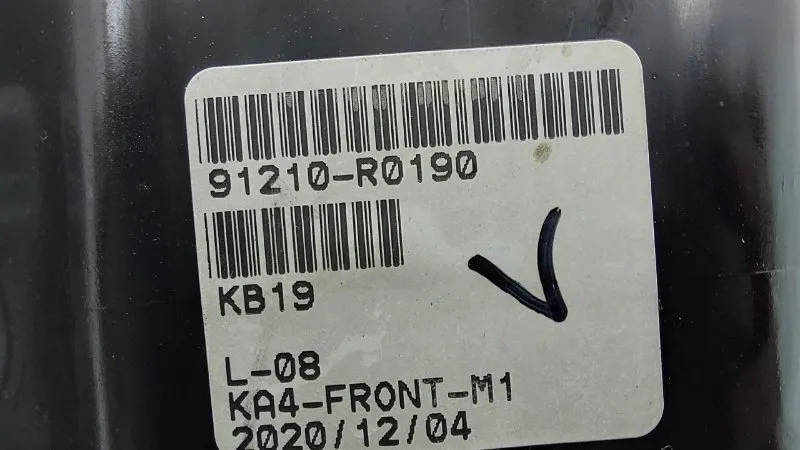 91210-R0190
KB19
L-08
KA4-FRONT-M1
2020/12/04